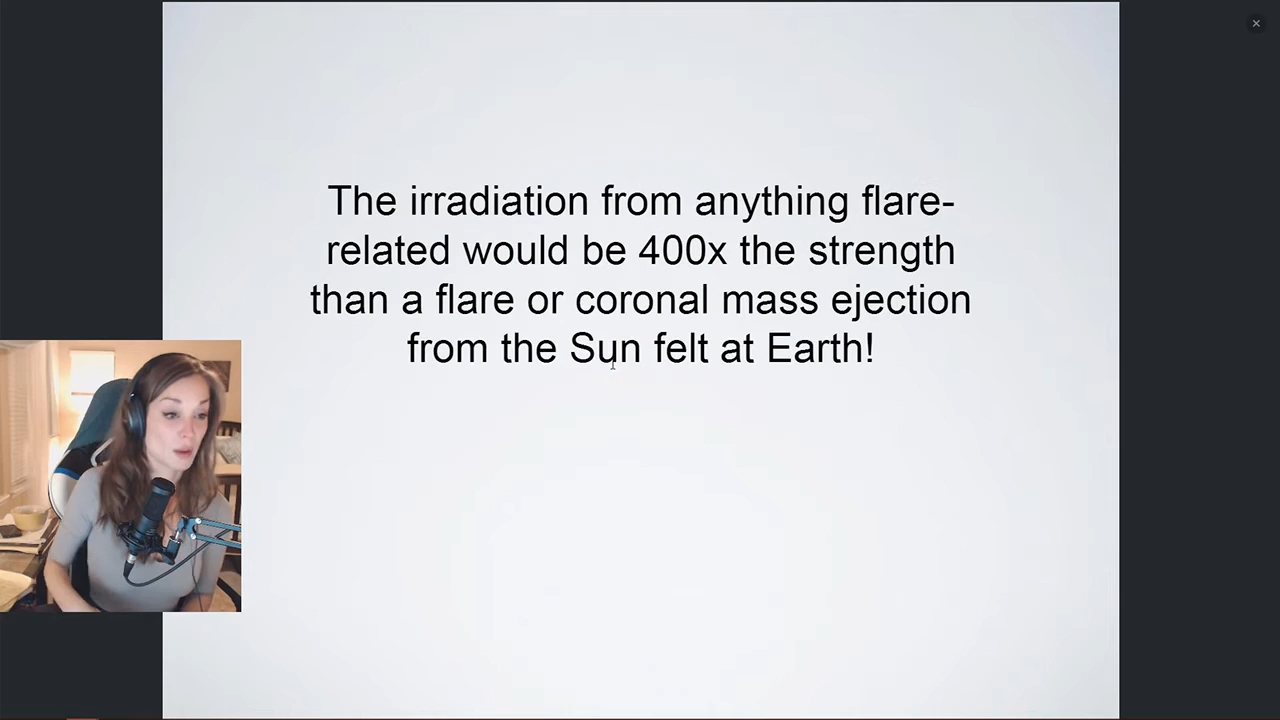 The irradiation from anything flare-
related would be 400x the strength
than a flare or coronal mass ejection
from the Sun felt at Earth!